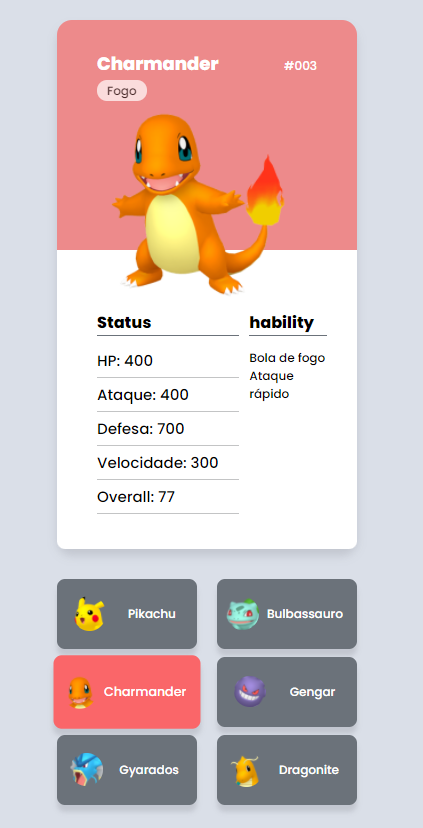 Charmander #003
Fogo
Status
HP: 400
Ataque: 400
Defesa: 700
Velocidade: 300
Overall: 77
hability
Bola de fogo
Ataque
rápido
Pikachu
Bulbassauro
Charmander
Gengar
Gyarados
Dragonite